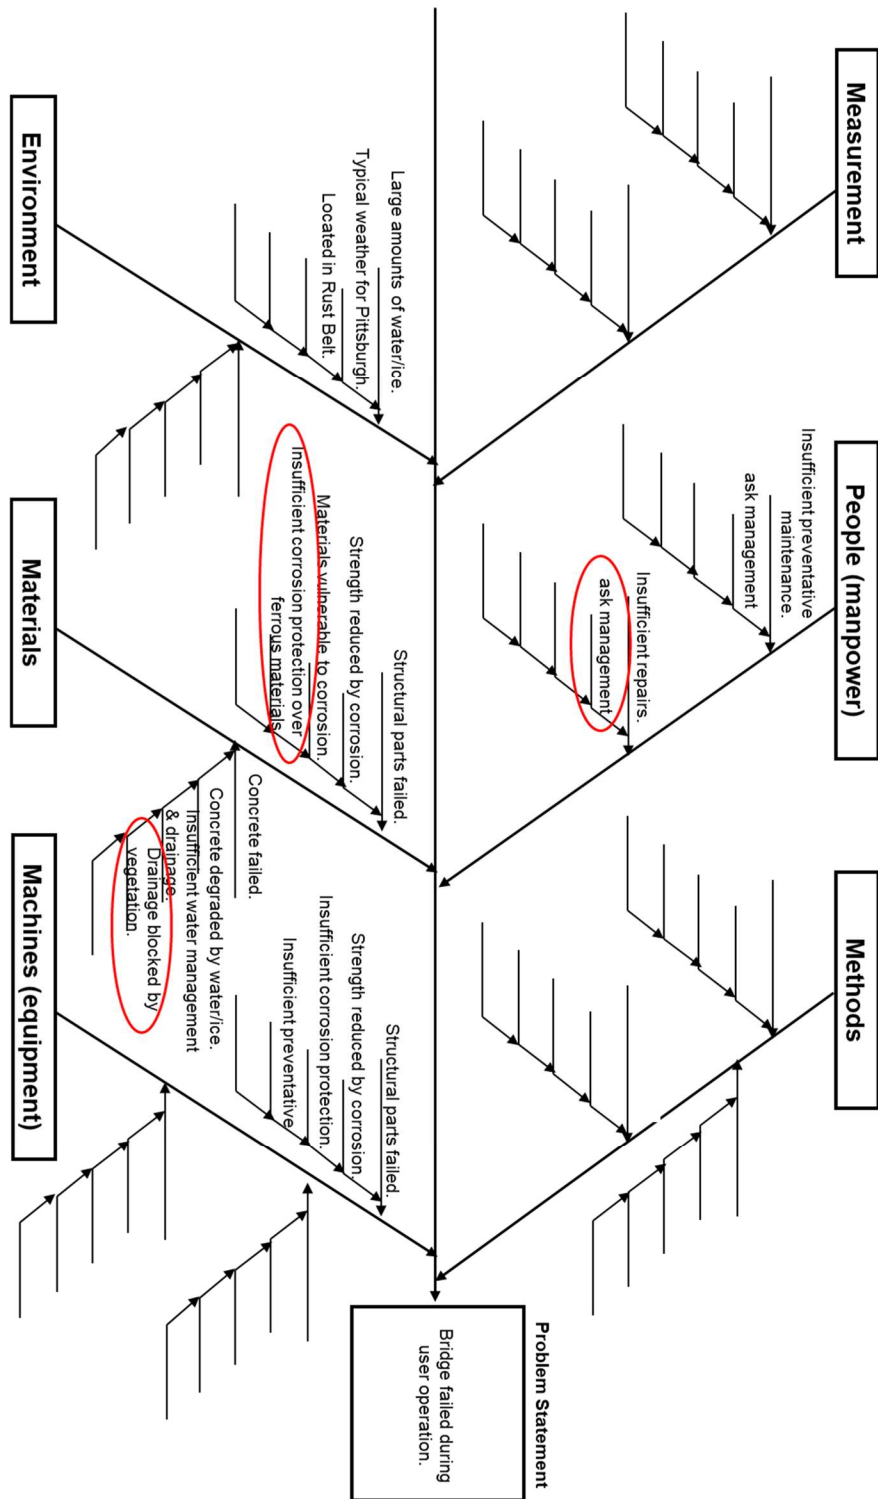 Measurement
People (manpower)
Methods
Insufficient preventative
maintenance.
ask management
Insufficient repairs.
ask management
Problem Statement
Bridge failed during
user operation.
Large amounts of water/ice.
Typical weather for Pittsburgh.
Located in Rust Belt.
Structural parts failed.
Strength reduced by corrosion.
Materials vulnerable to corrosion.
Insufficient corrosion protection over
ferrous materials
Concrete failed.
Concrete degraded by water/ice.
Insufficient water management
& drainage.
Drainage blocked by
vegetation.
Structural parts failed.
Strength reduced by corrosion.
Insufficient corrosion protection.
Insufficient preventative
Environment
Materials
Machines (equipment)